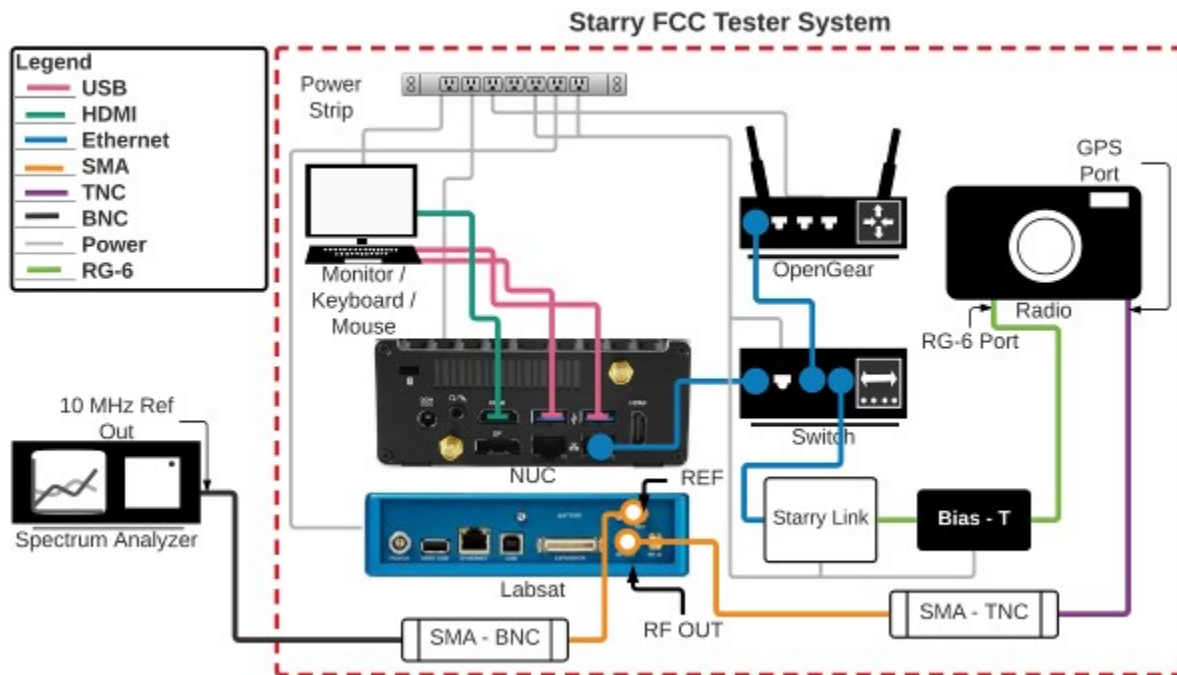 Starry FCC Tester System
Legend
USB
HDMI
Ethernet
SMA
TNC
BNC
Power
RG-6
Power
Strip
GPS
Port
Monitor /
Keyboard /
Mouse
OpenGear
Radio
RG-6 Port
10 MHz Ref
Out
Spectrum Analyzer
NUC
Switch
REF
Starry Link
Bias - T
Labsat
RF OUT
SMA - BNC
SMA - TNC